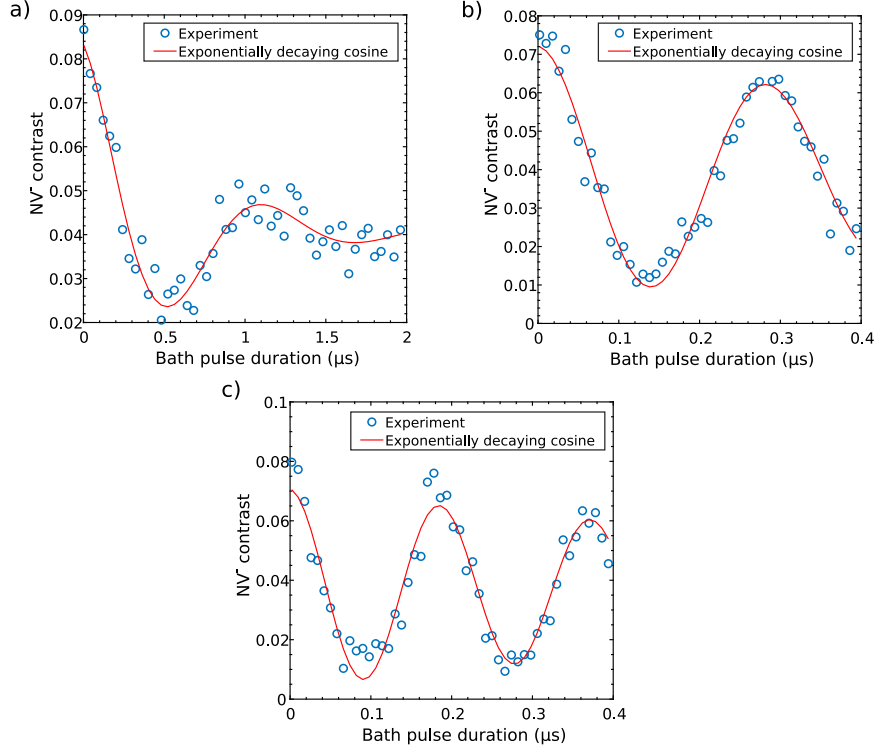 a)
0.09
0.08
0.07
0.06
0.05
0.04
0.03
0.02
NV⁻ contrast
Experiment
Exponentially decaying cosine
0
0.5
1
1.5
2
Bath pulse duration (μs)
b)
0.08
0.07
0.06
0.05
0.04
0.03
0.02
0.01
0
NV⁻ contrast
Experiment
Exponentially decaying cosine
0
0.1
0.2
0.3
0.4
Bath pulse duration (μs)
c)
0.1
0.08
0.06
0.04
0.02
0
NV⁻ contrast
Experiment
Exponentially decaying cosine
0
0.1
0.2
0.3
0.4
Bath pulse duration (μs)